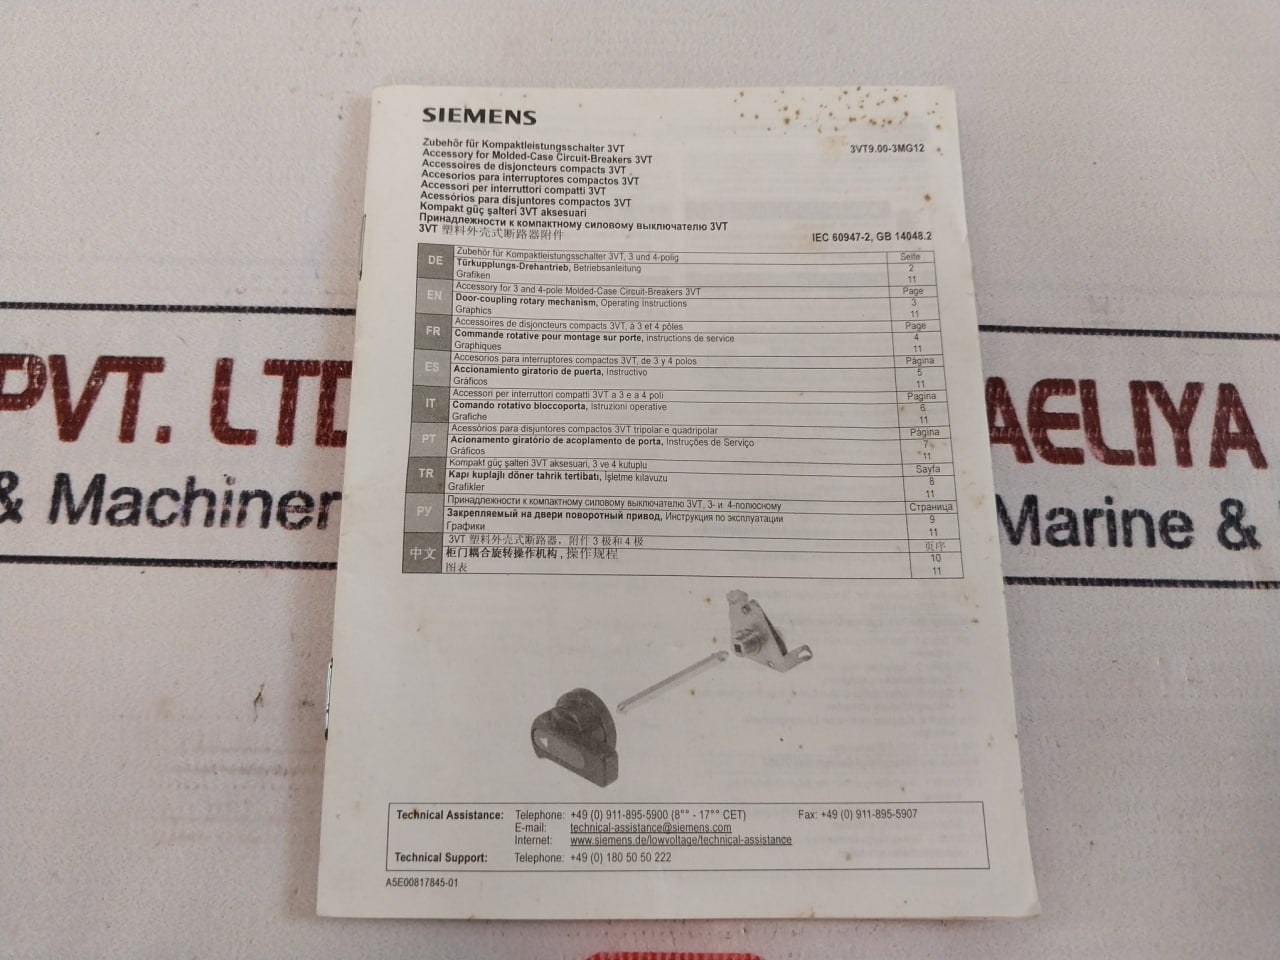 SIEMENS
Zubehör für Kompaktleistungsschalter 3VT
3VT9.00-3MG12
Accessory for Molded-Case Circuit-Breakers 3VT
Accessoires de disjoncteurs compacts 3VT
Accesorios para interruptores compactos 3VT
Accessori per interruttori compatti 3VT
Acessórios para disjuntores compactos 3VT
Kompakt güç şalteri 3VT aksesuari
Принадлежности к компактному силовому выключателю 3VT
3VT 塑料外壳式断路器附件
IEC 60947-2, GB 14048.2
DE
Zubehör für Kompaktleistungsschalter 3VT, 3 und 4-polig Seite
Türkupplungs-Drehantrieb, Betriebsanleitung 2
Grafiken 11
EN
Accessory for 3 and 4-pole Molded-Case Circuit-Breakers 3VT Page
Door-coupling rotary mechanism, Operating Instructions 3
Graphics 11
FR
Accessoires de disjoncteurs compacts 3VT, à 3 et 4 pôles Page
Commande rotative pour montage sur porte, instructions de service 4
Graphiques 11
ES
Accesorios para interruptores compactos 3VT, de 3 y 4 polos Página
Accionamiento giratorio de puerta, Instructivo 5
Gráficos 11
IT
Accessori per interruttori compatti 3VT a 3 e a 4 poli Pagina
Comando rotativo bloccoporta, Istruzioni operative 6
Grafiche 11
PT
Acessórios para disjuntores compactos 3VT tripolar e quadripolar Página
Acionamento giratório de acoplamento de porta, Instruções de Serviço 7
Gráficos 11
TR
Kompakt güç şalteri 3VT aksesuari, 3 ve 4 kutuplu Sayfa
Kapı kuplajlı döner tahrik tertibatı, İşletme kılavuzu 8
Grafikler 11
РУ
Принадлежности к компактному силовому выключателю 3VT, 3- и 4-полюсному Страница
Закрепляемый на двери поворотный привод, Инструкция по эксплуатации 9
Графики 11
中文
3VT 塑料外壳式断路器，附件 3 极和 4 极 页序
柜门耦合旋转操作机构，操作规程 10
图表 11
Technical Assistance: Telephone: +49 (0) 911-895-5900 (8°° - 17°° CET) Fax: +49 (0) 911-895-5907
E-mail: technical-assistance@siemens.com
Internet: www.siemens.de/lowvoltage/technical-assistance
Technical Support: Telephone: +49 (0) 180 50 50 222
A5E00817845-01
PVT. LTD
& Machiner
AELIYA
Marine &